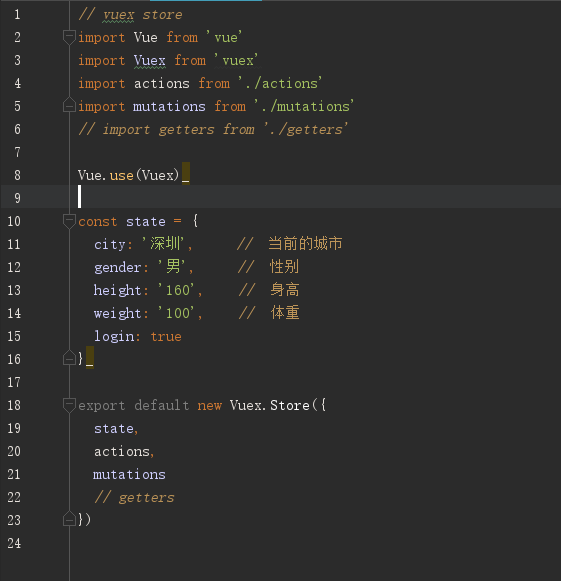 1 // vuex store
2 import Vue from 'vue'
3 import Vuex from 'vuex'
4 import actions from './actions'
5 import mutations from './mutations'
6 // import getters from './getters'
7
8 Vue.use(Vuex)
9
10 const state = {
11 city: '深圳', // 当前的城市
12 gender: '男', // 性别
13 height: '160', // 身高
14 weight: '100', // 体重
15 login: true
16 }
17
18 export default new Vuex.Store({
19 state,
20 actions,
21 mutations
22 // getters
23 })
24